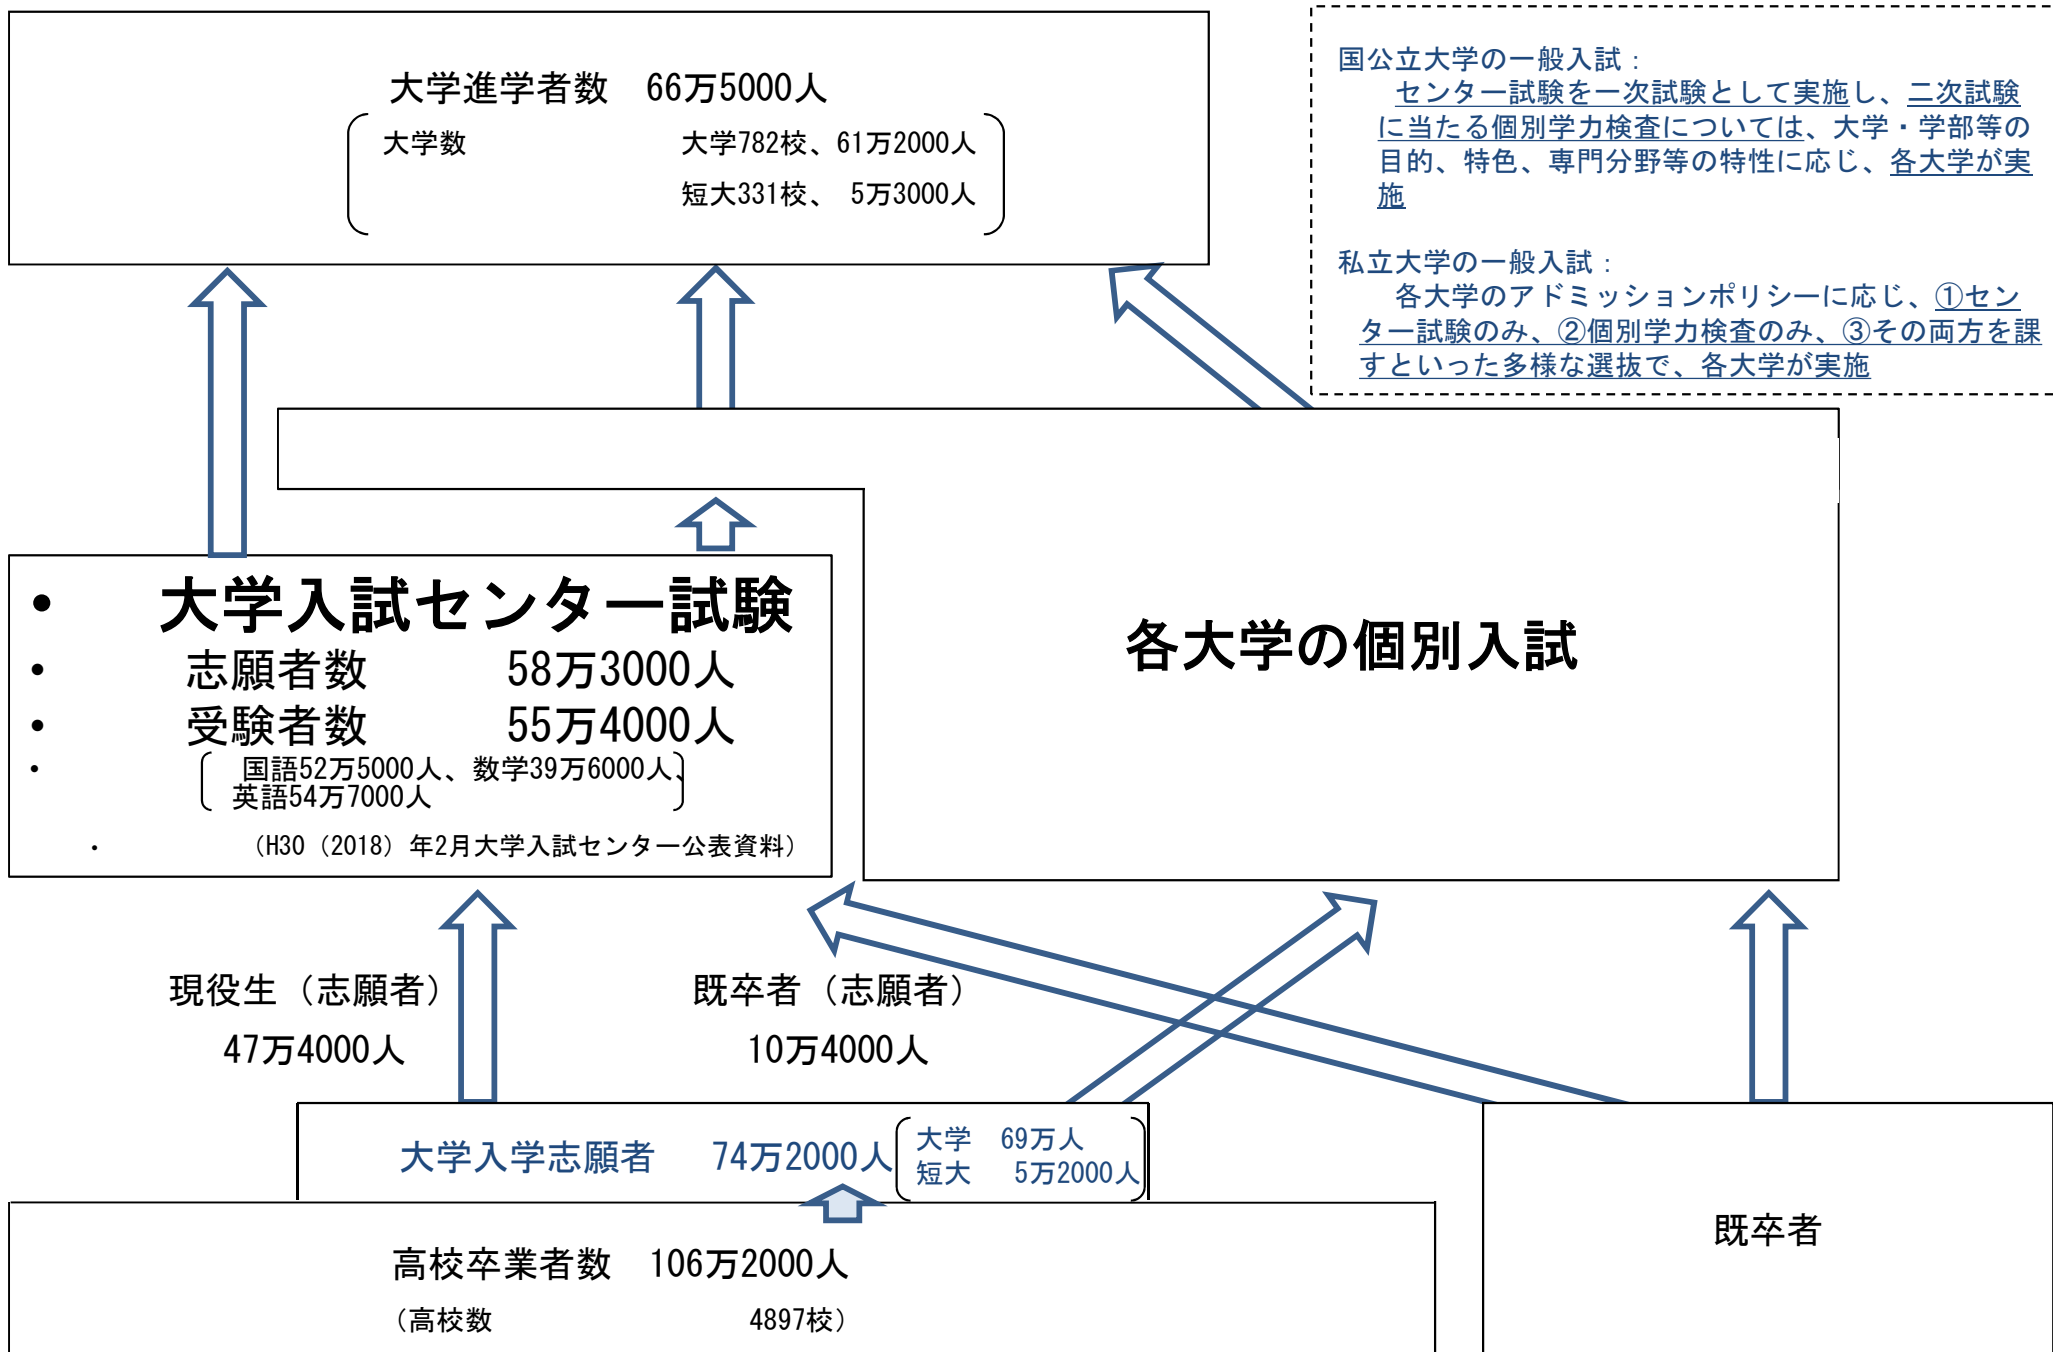 大学進学者数　66万5000人
大学数　大学782校、61万2000人
短大331校、 5万3000人
国公立大学の一般入試：
センター試験を一次試験として実施し、二次試験
に当たる個別学力検査については、大学・学部等の
目的、特色、専門分野等の特性に応じ、各大学が実
施
私立大学の一般入試：
各大学のアドミッションポリシーに応じ、①セン
ター試験のみ、②個別学力検査のみ、③その両方を課
すといった多様な選抜で、各大学が実施
• 大学入試センター試験
• 志願者数　58万3000人
• 受験者数　55万4000人
• 国語52万5000人、数学39万6000人、
英語54万7000人
• （H30（2018）年2月大学入試センター公表資料）
各大学の個別入試
現役生（志願者）
47万4000人
既卒者（志願者）
10万4000人
大学入学志願者　74万2000人
大学　69万人
短大　5万2000人
高校卒業者数　106万2000人
（高校数　4897校）
既卒者